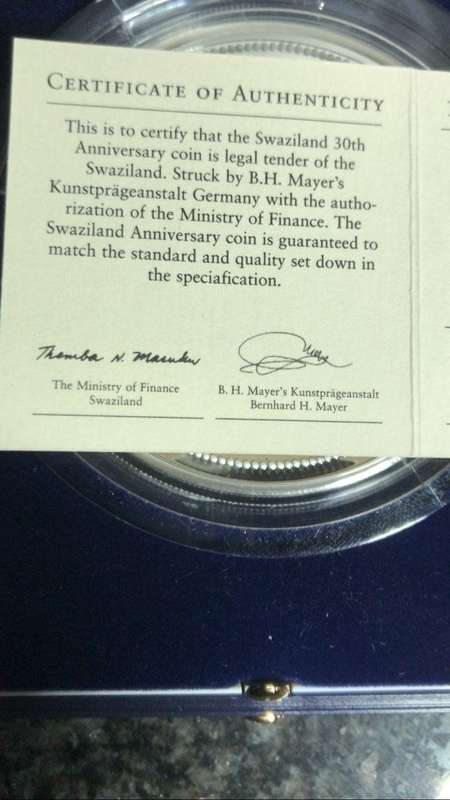 CERTIFICATE OF AUTHENTICITY
This is to certify that the Swaziland 30th
Anniversary coin is legal tender of the
Swaziland. Struck by B.H. Mayer's
Kunstprägeanstalt Germany with the autho-
rization of the Ministry of Finance. The
Swaziland Anniversary coin is guaranteed to
match the standard and quality set down in
the speciafication.
Themba N. Masuku
The Ministry of Finance
Swaziland
B. H. Mayer's Kunstprägeanstalt
Bernhard H. Mayer